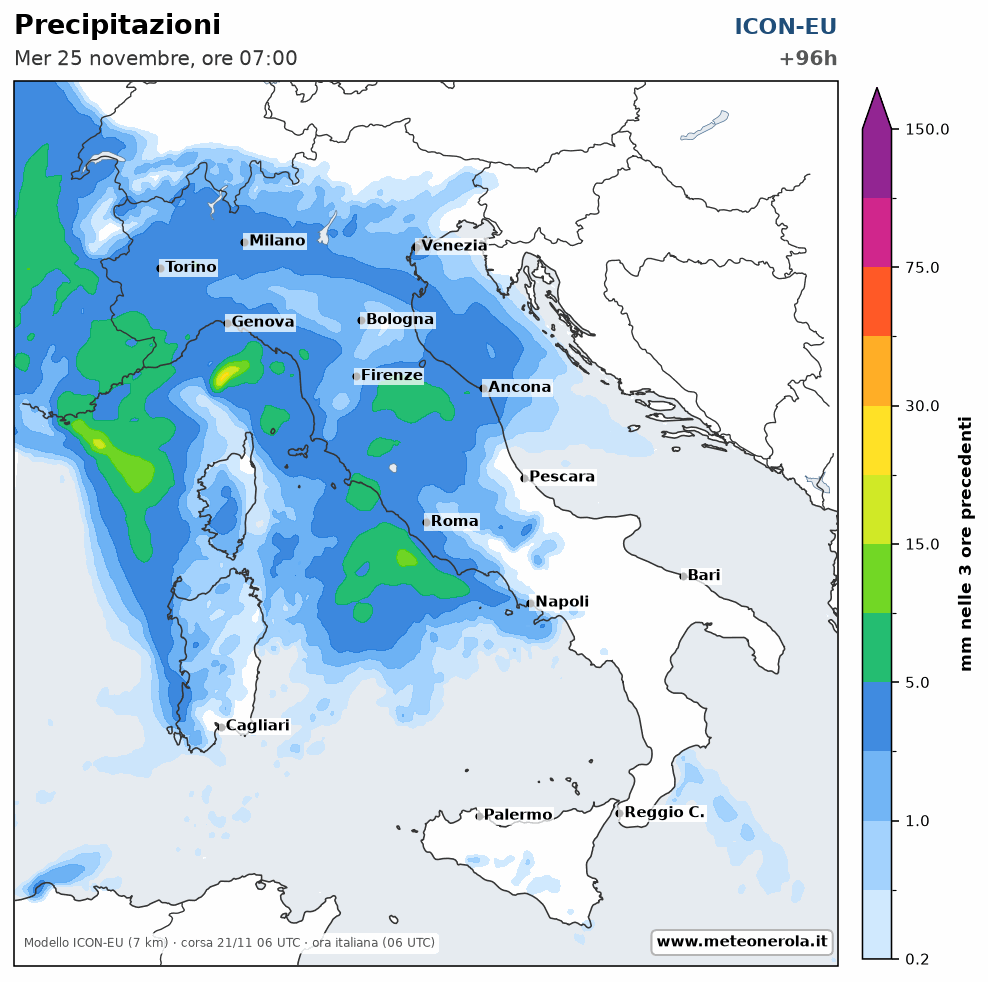 Precipitazioni
ICON-EU
Mer 25 novembre, ore 07:00
+96h
150.0
75.0
30.0
15.0
5.0
1.0
0.2
mm nelle 3 ore precedenti
Milano
Venezia
Torino
Genova
Bologna
Firenze
Ancona
Pescara
Roma
Bari
Napoli
Cagliari
Palermo
Reggio C.
Modello ICON-EU (7 km) · corsa 21/11 06 UTC · ora italiana (06 UTC)
www.meteonerola.it